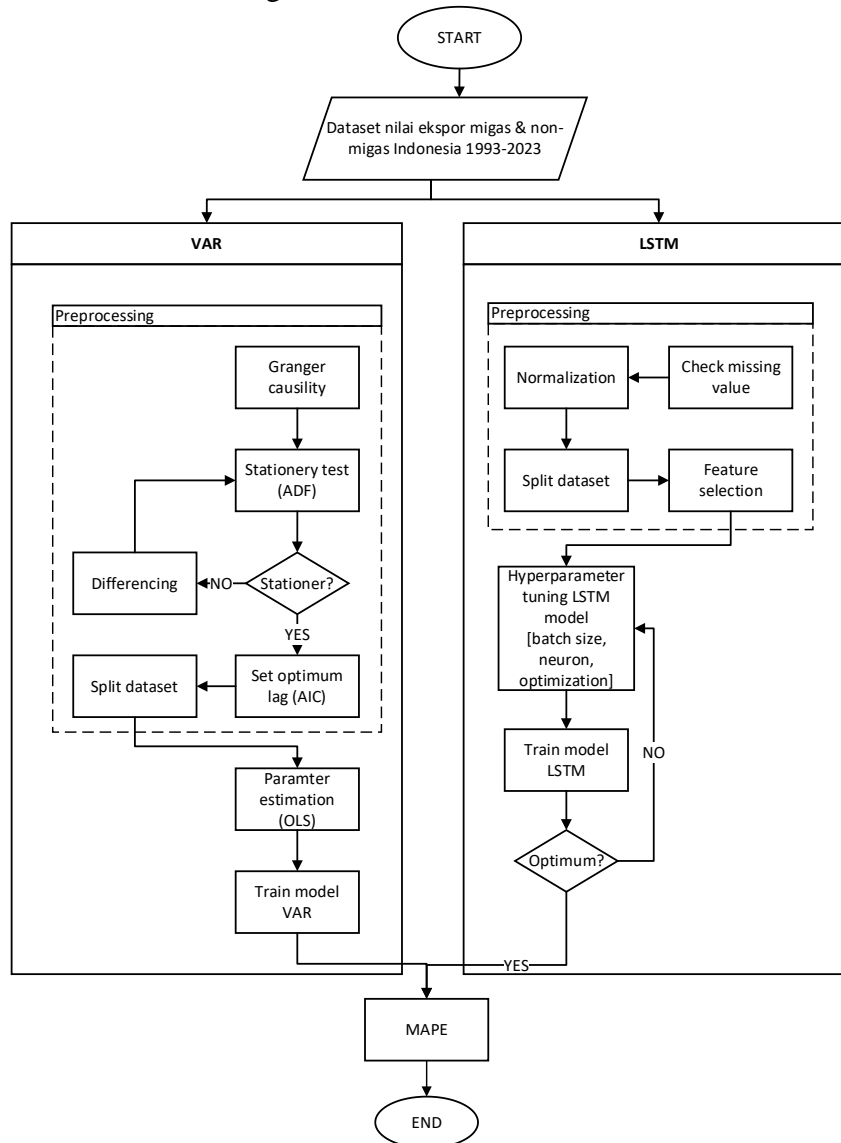 START
Dataset nilai ekspor migas & non-
migas Indonesia 1993-2023
VAR
Preprocessing
Granger
causility
Stationery test
(ADF)
Differencing
NO
Stationer?
YES
Split dataset
Set optimum
lag (AIC)
Paramter
estimation
(OLS)
Train model
VAR
LSTM
Preprocessing
Normalization
Check missing
value
Split dataset
Feature
selection
Hyperparameter
tuning LSTM
model
[batch size,
neuron,
optimization]
Train model
LSTM
NO
Optimum?
YES
MAPE
END